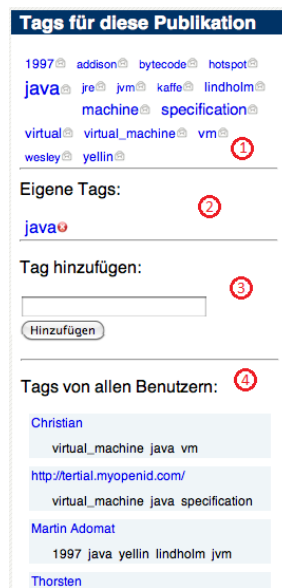 Tags für diese Publikation
1997 addison bytecode hotspot
java jre jvm kaffe lindholm
machine specification
virtual virtual_machine vm
1
wesley yellin
Eigene Tags:
2
java
Tag hinzufügen:
3
Hinzufügen
Tags von allen Benutzern:
4
Christian
virtual_machine java vm
http://tertial.myopenid.com/
virtual_machine java specification
Martin Adomat
1997 java yellin lindholm jvm
Thorsten